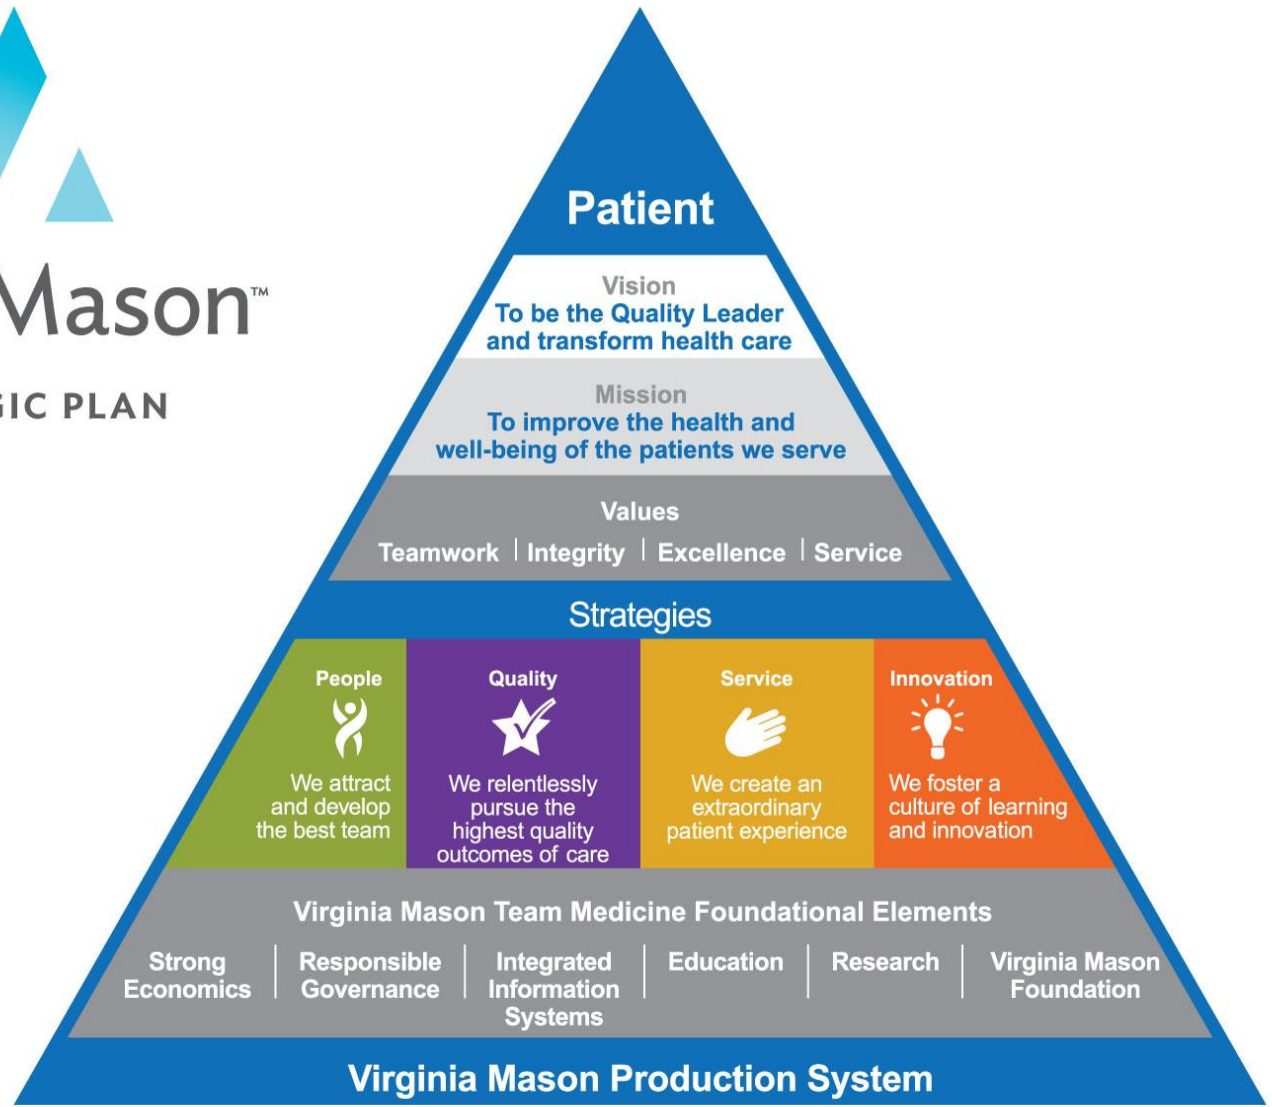 Mason™
GIC PLAN
Patient
Vision
To be the Quality Leader
and transform health care
Mission
To improve the health and
well-being of the patients we serve
Values
Teamwork | Integrity | Excellence | Service
Strategies
People
We attract
and develop
the best team
Quality
We relentlessly
pursue the
highest quality
outcomes of care
Service
We create an
extraordinary
patient experience
Innovation
We foster a
culture of learning
and innovation
Virginia Mason Team Medicine Foundational Elements
Strong
Economics
Responsible
Governance
Integrated
Information
Systems
Education
Research
Virginia Mason
Foundation
Virginia Mason Production System